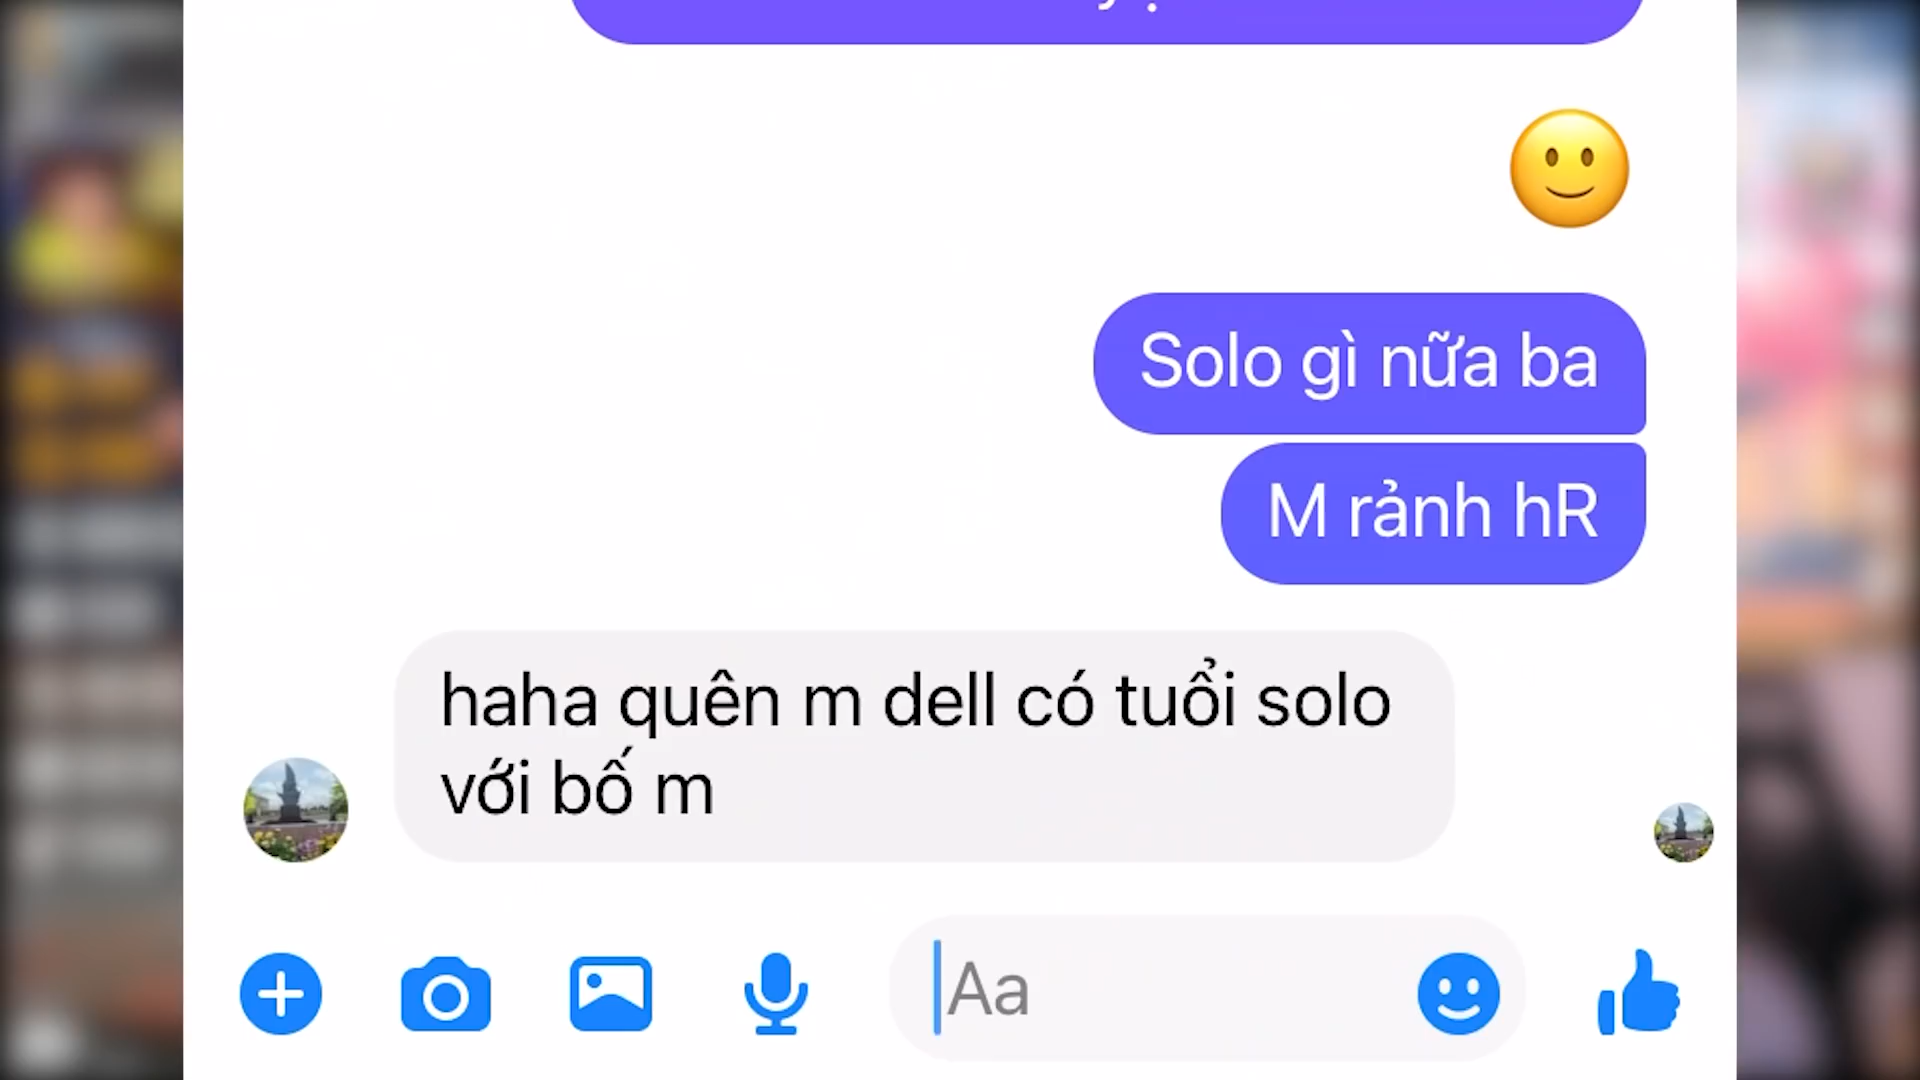 Solo gì nữa ba
M rảnh hR
haha quên m dell có tuổi solo
với bố m
Aa